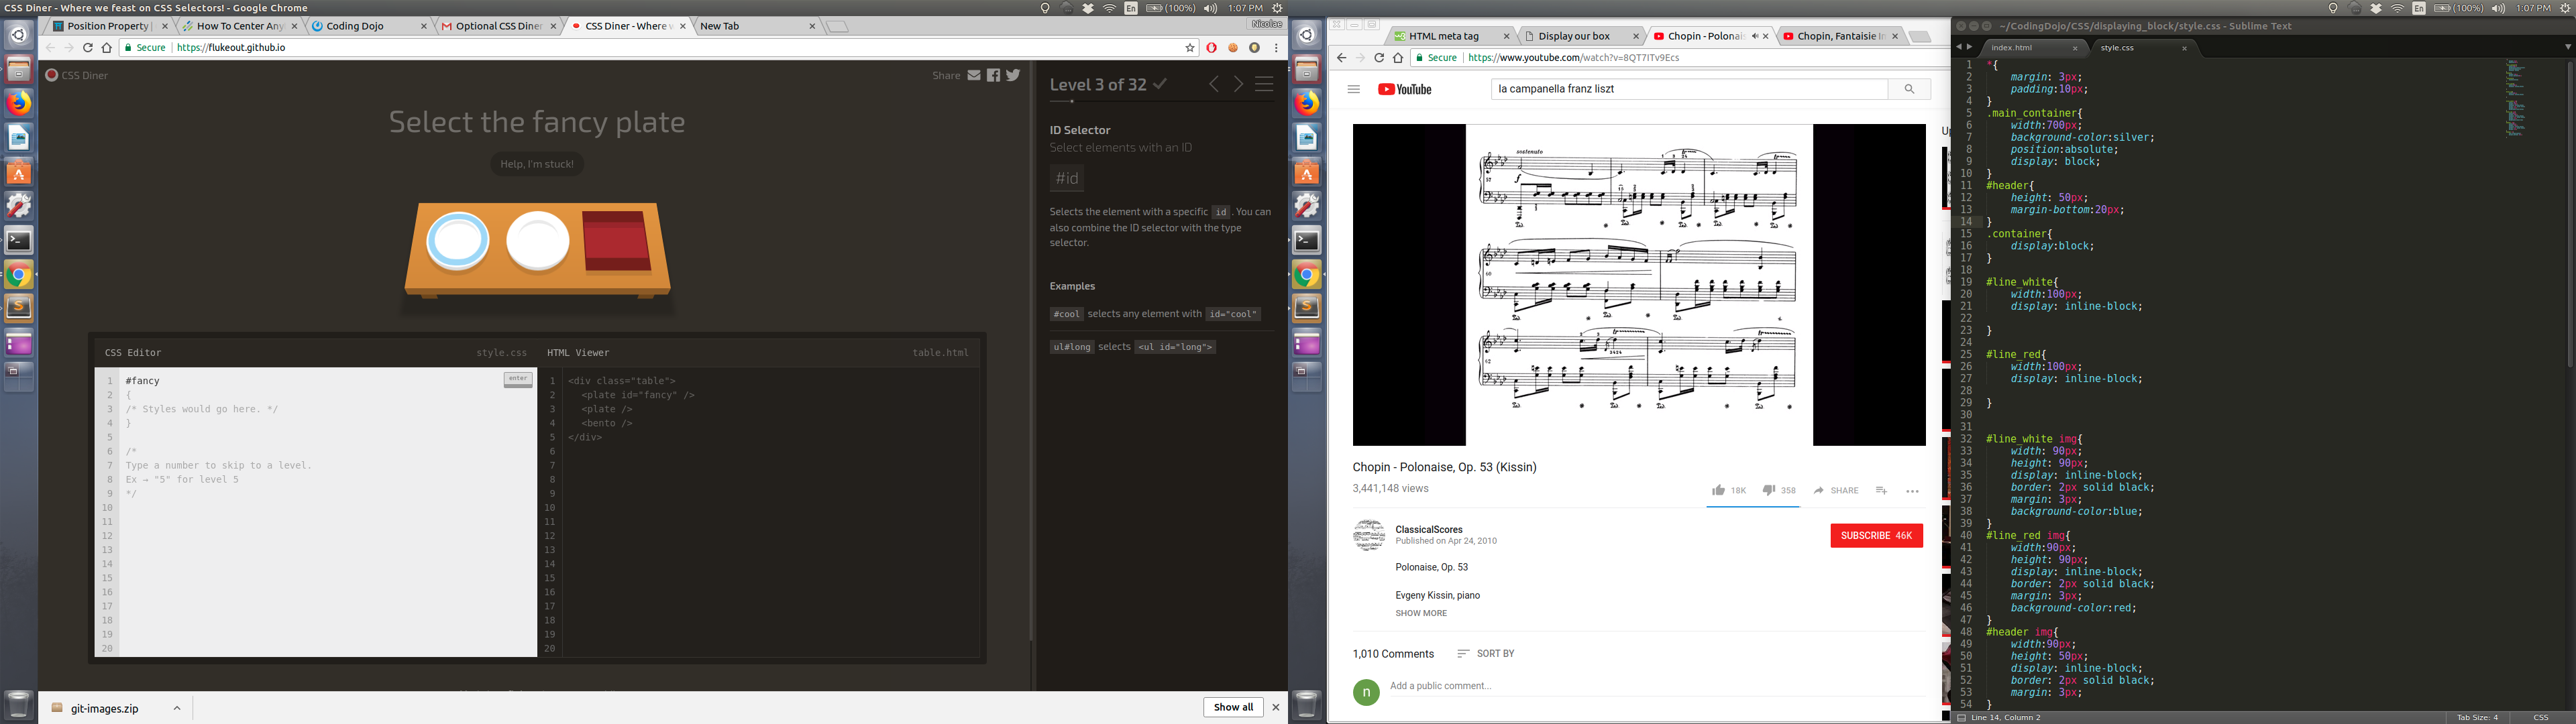 CSS Diner - Where we feast on CSS Selectors! - Google Chrome
En (100%) 1:07 PM
Position Property | × How To Center Any × Coding Dojo × Optional CSS Diner × CSS Diner - Where w × New Tab ×
Nicolae
Secure https://flukeout.github.io
CSS Diner
Share
Select the fancy plate
Help, I'm stuck!
CSS Editor style.css
HTML Viewer table.html
enter
1 #fancy
2 {
3 /* Styles would go here. */
4 }
5
6 /*
7 Type a number to skip to a level.
8 Ex → "5" for level 5
9 */
10
11
12
13
14
15
16
17
18
19
20
1 <div class="table">
2 <plate id="fancy" />
3 <plate />
4 <bento />
5 </div>
6
7
8
9
10
11
12
13
14
15
16
17
18
19
20
Level 3 of 32
ID Selector
Select elements with an ID
#id
Selects the element with a specific id . You can
also combine the ID selector with the type
selector.
Examples
#cool selects any element with id="cool"
ul#long selects <ul id="long">
git-images.zip
Show all
HTML meta tag × Display our box × Chopin - Polonais × Chopin, Fantaisie In ×
Secure https://www.youtube.com/watch?v=8QT7ITv9Ecs
YouTube
la campanella franz liszt
sostenuto
Chopin - Polonaise, Op. 53 (Kissin)
3,441,148 views
18K 358 SHARE
ClassicalScores
Published on Apr 24, 2010
SUBSCRIBE 46K
Polonaise, Op. 53
Evgeny Kissin, piano
SHOW MORE
1,010 Comments SORT BY
n
Add a public comment...
En (100%) 1:07 PM
~/CodingDojo/CSS/displaying_block/style.css - Sublime Text
index.html × style.css ×
1 *{
2 margin: 3px;
3 padding:10px;
4 }
5 .main_container{
6 width:700px;
7 background-color:silver;
8 position:absolute;
9 display: block;
10 }
11 #header{
12 height: 50px;
13 margin-bottom:20px;
14 }
15 .container{
16 display:block;
17 }
18
19 #line_white{
20 width:100px;
21 display: inline-block;
22
23 }
24
25 #line_red{
26 width:100px;
27 display: inline-block;
28
29 }
30
31
32 #line_white img{
33 width: 90px;
34 height: 90px;
35 display: inline-block;
36 border: 2px solid black;
37 margin: 3px;
38 background-color:blue;
39 }
40 #line_red img{
41 width:90px;
42 height: 90px;
43 display: inline-block;
44 border: 2px solid black;
45 margin: 3px;
46 background-color:red;
47 }
48 #header img{
49 width:90px;
50 height: 50px;
51 display: inline-block;
52 border: 2px solid black;
53 margin: 3px;
54 }
Line 14, Column 2 Tab Size: 4 CSS